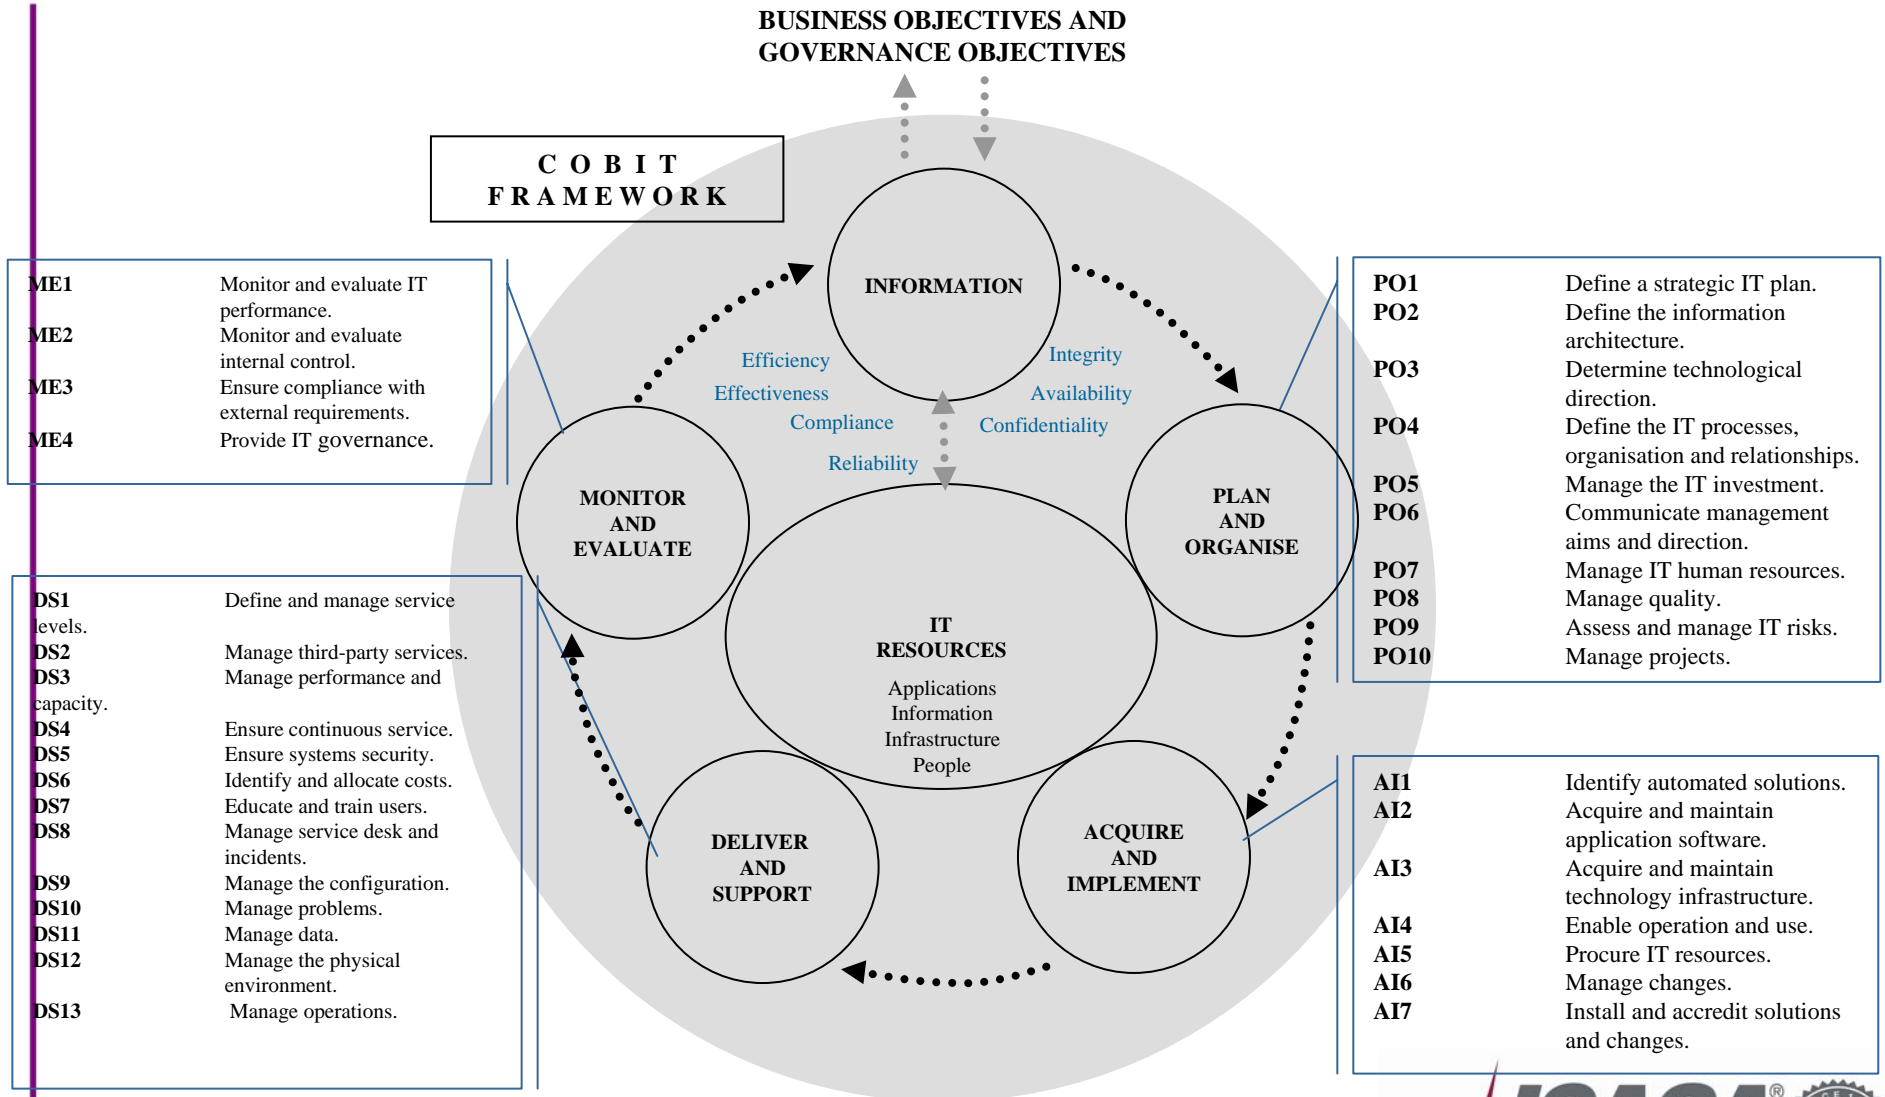 BUSINESS OBJECTIVES AND
GOVERNANCE OBJECTIVES
C O B I T
F R A M E W O R K
INFORMATION
Efficiency
Effectiveness
Compliance
Reliability
Integrity
Availability
Confidentiality
MONITOR
AND
EVALUATE
PLAN
AND
ORGANISE
IT
RESOURCES
Applications
Information
Infrastructure
People
DELIVER
AND
SUPPORT
ACQUIRE
AND
IMPLEMENT
ME1 Monitor and evaluate IT
performance.
ME2 Monitor and evaluate
internal control.
ME3 Ensure compliance with
external requirements.
ME4 Provide IT governance.
DS1 Define and manage service
levels.
DS2 Manage third-party services.
DS3 Manage performance and
capacity.
DS4 Ensure continuous service.
DS5 Ensure systems security.
DS6 Identify and allocate costs.
DS7 Educate and train users.
DS8 Manage service desk and
incidents.
DS9 Manage the configuration.
DS10 Manage problems.
DS11 Manage data.
DS12 Manage the physical
environment.
DS13 Manage operations.
PO1 Define a strategic IT plan.
PO2 Define the information
architecture.
PO3 Determine technological
direction.
PO4 Define the IT processes,
organisation and relationships.
PO5 Manage the IT investment.
PO6 Communicate management
aims and direction.
PO7 Manage IT human resources.
PO8 Manage quality.
PO9 Assess and manage IT risks.
PO10 Manage projects.
AI1 Identify automated solutions.
AI2 Acquire and maintain
application software.
AI3 Acquire and maintain
technology infrastructure.
AI4 Enable operation and use.
AI5 Procure IT resources.
AI6 Manage changes.
AI7 Install and accredit solutions
and changes.